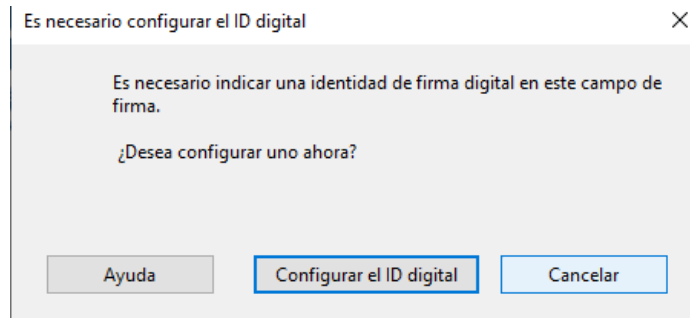 Es necesario configurar el ID digital
Es necesario indicar una identidad de firma digital en este campo de
firma.
¿Desea configurar uno ahora?
Ayuda
Configurar el ID digital
Cancelar